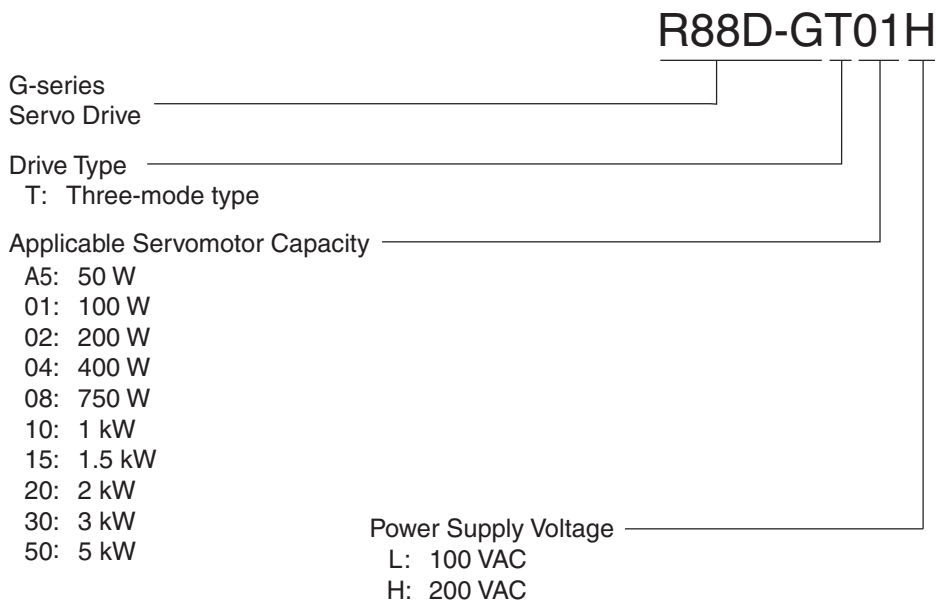 R88D-GT01H
G-series
Servo Drive
Drive Type
T: Three-mode type
Applicable Servomotor Capacity
A5: 50 W
01: 100 W
02: 200 W
04: 400 W
08: 750 W
10: 1 kW
15: 1.5 kW
20: 2 kW
30: 3 kW
50: 5 kW
Power Supply Voltage
L: 100 VAC
H: 200 VAC